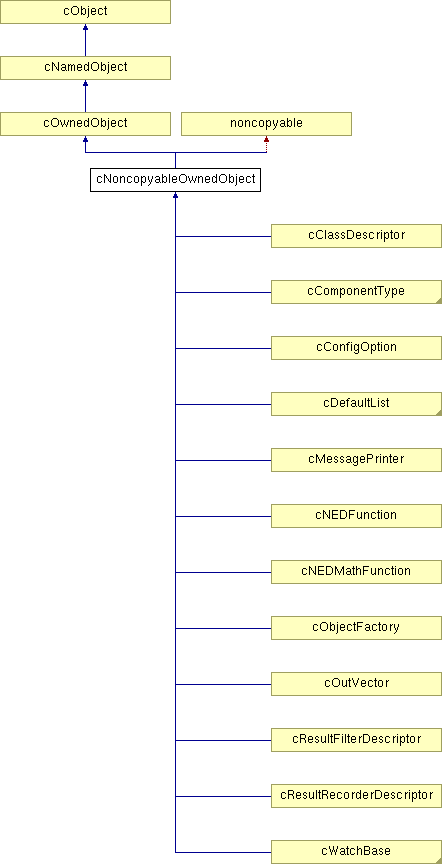 cObject
cNamedObject
cOwnedObject
noncopyable
cNoncopyableOwnedObject
cClassDescriptor
cComponentType
cConfigOption
cDefaultList
cMessagePrinter
cNEDFunction
cNEDMathFunction
cObjectFactory
cOutVector
cResultFilterDescriptor
cResultRecorderDescriptor
cWatchBase